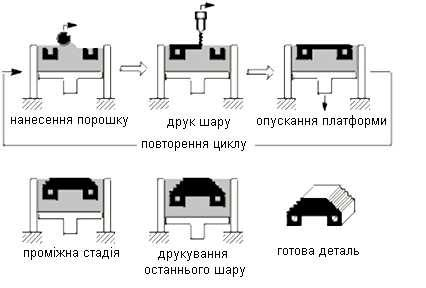 нанесення порошку
друк шару
опускання платформи
повторення циклу
проміжна стадія
друкування
останнього шару
готова деталь